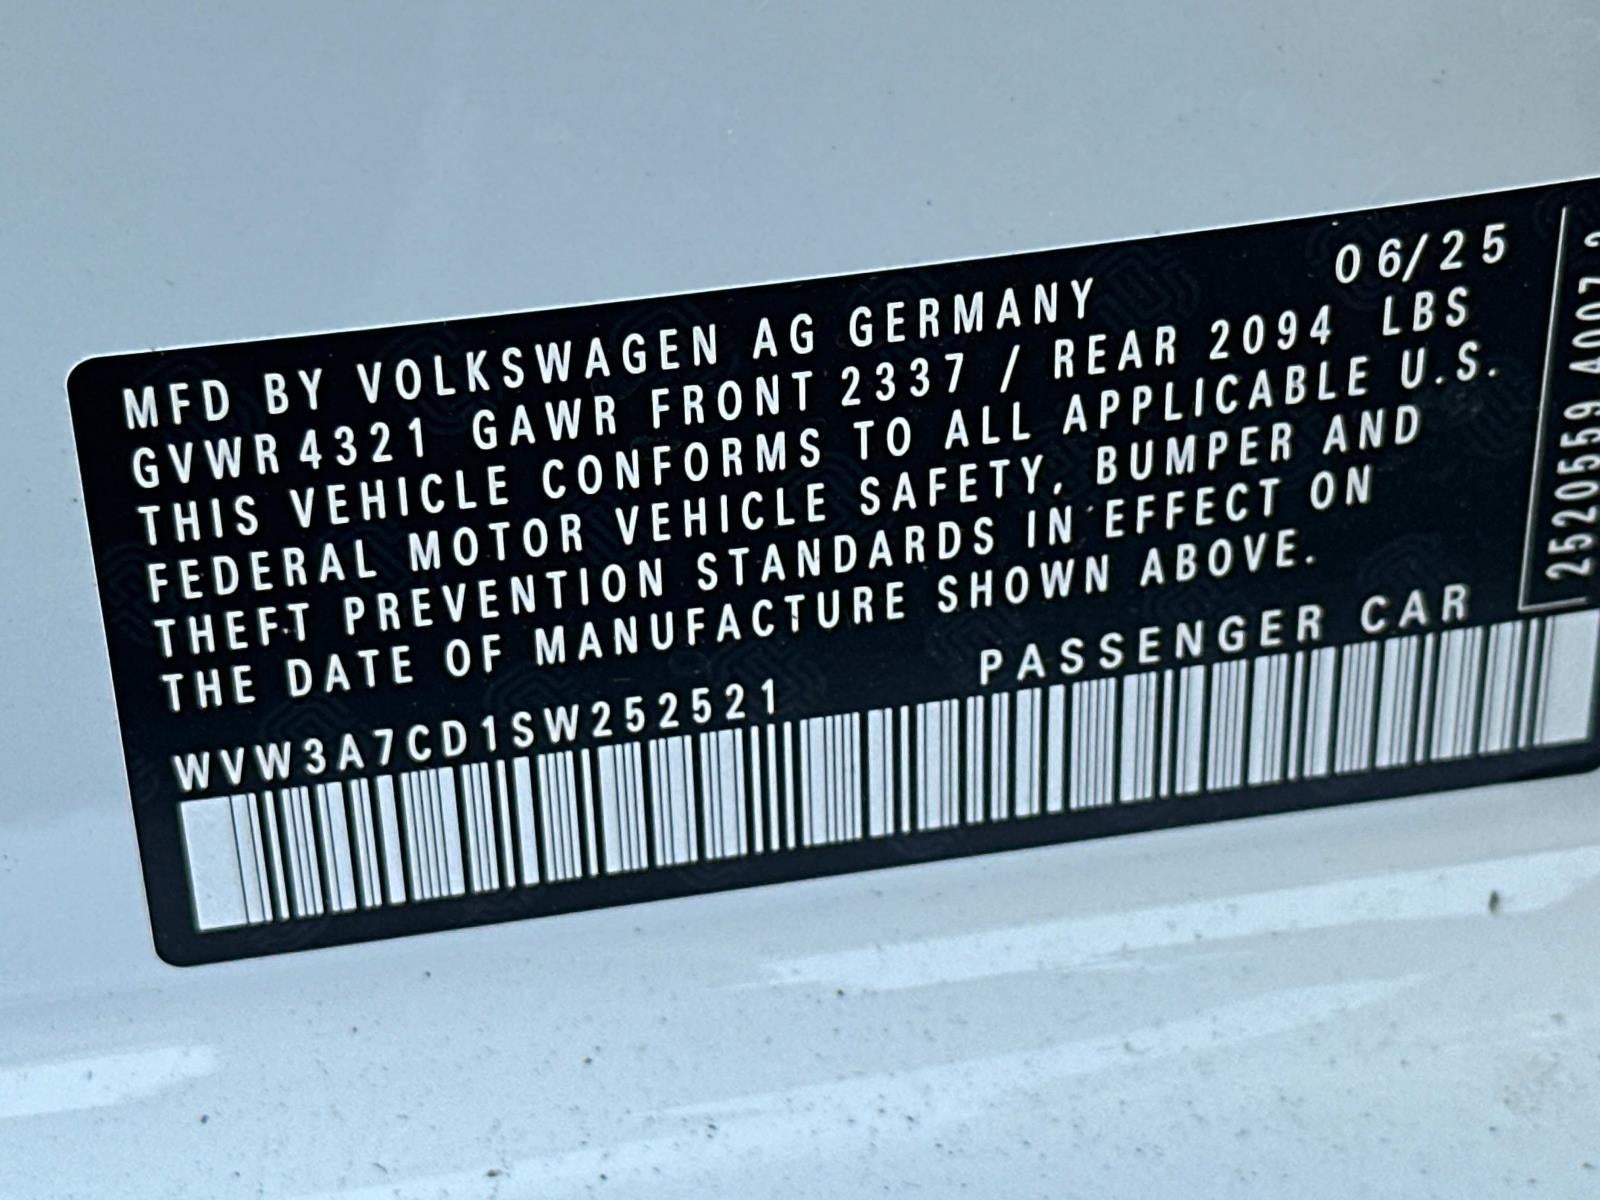 06/25
MFD BY VOLKSWAGEN AG GERMANY
GVWR 4321 GAWR FRONT 2337 / REAR 2094 LBS
THIS VEHICLE CONFORMS TO ALL APPLICABLE U.S.
FEDERAL MOTOR VEHICLE SAFETY, BUMPER AND
THEFT PREVENTION STANDARDS IN EFFECT ON
THE DATE OF MANUFACTURE SHOWN ABOVE.
WVW3A7CD1SW252521 PASSENGER CAR
2520559